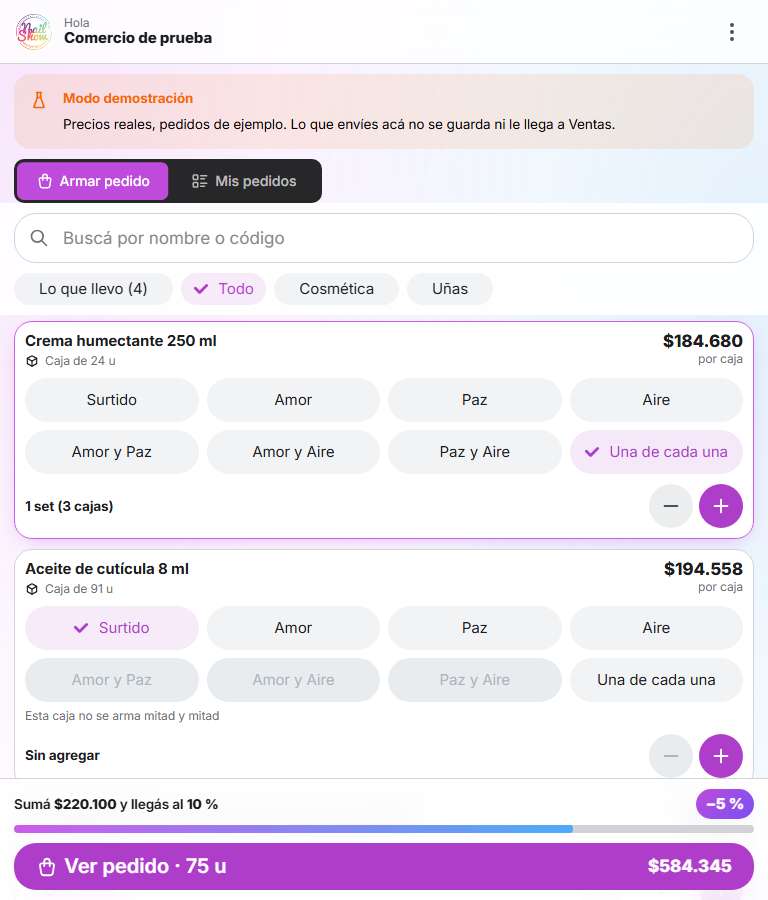 Nail
Show
Hola
Comercio de prueba
Modo demostración
Precios reales, pedidos de ejemplo. Lo que envíes acá no se guarda ni le llega a Ventas.
Armar pedido
Mis pedidos
Buscá por nombre o código
Lo que llevo (4)
Todo
Cosmética
Uñas
Crema humectante 250 ml
$184.680
Caja de 24 u
por caja
Surtido
Amor
Paz
Aire
Amor y Paz
Amor y Aire
Paz y Aire
Una de cada una
1 set (3 cajas)
Aceite de cutícula 8 ml
$194.558
Caja de 91 u
por caja
Surtido
Amor
Paz
Aire
Amor y Paz
Amor y Aire
Paz y Aire
Una de cada una
Esta caja no se arma mitad y mitad
Sin agregar
Sumá $220.100 y llegás al 10 %
−5 %
Ver pedido · 75 u
$584.345